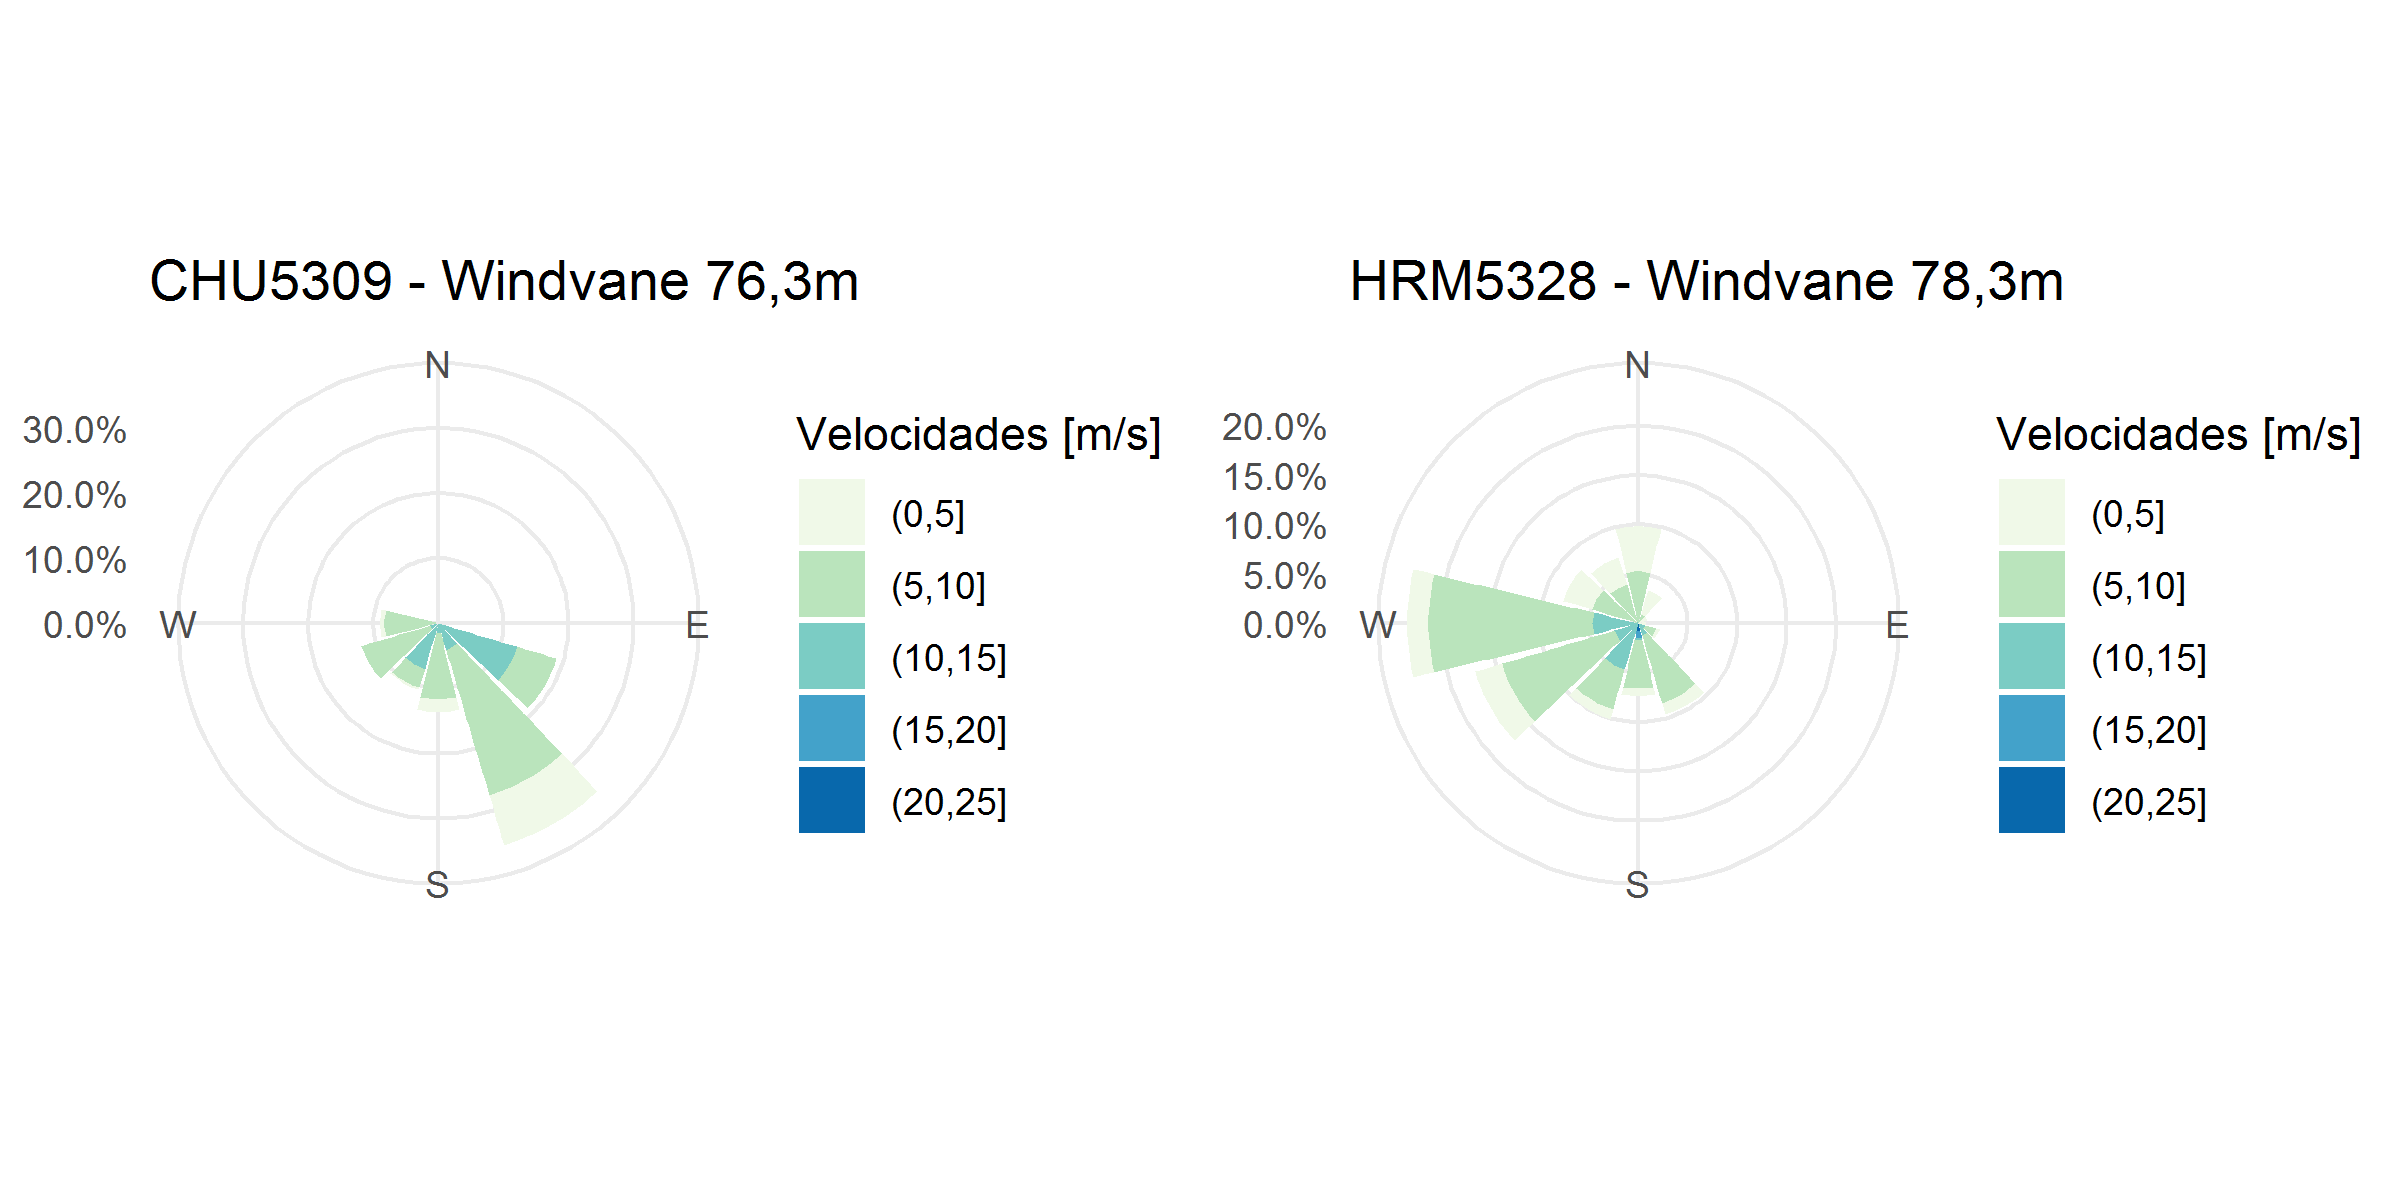 CHU5309 - Windvane 76,3m
N
30.0%
20.0%
10.0%
0.0%
W
E
S
Velocidades [m/s]
(0,5]
(5,10]
(10,15]
(15,20]
(20,25]
HRM5328 - Windvane 78,3m
N
20.0%
15.0%
10.0%
5.0%
0.0%
W
E
S
Velocidades [m/s]
(0,5]
(5,10]
(10,15]
(15,20]
(20,25]